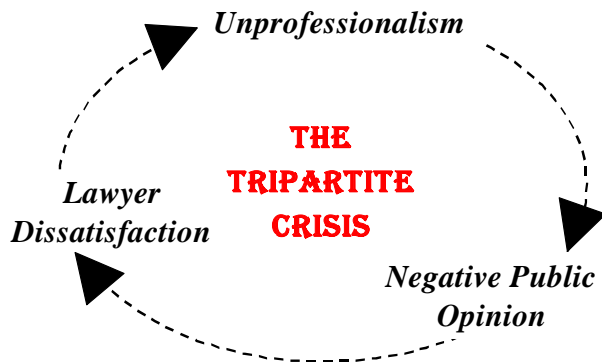 Unprofessionalism
THE
TRIPARTITE
CRISIS
Lawyer
Dissatisfaction
Negative Public
Opinion